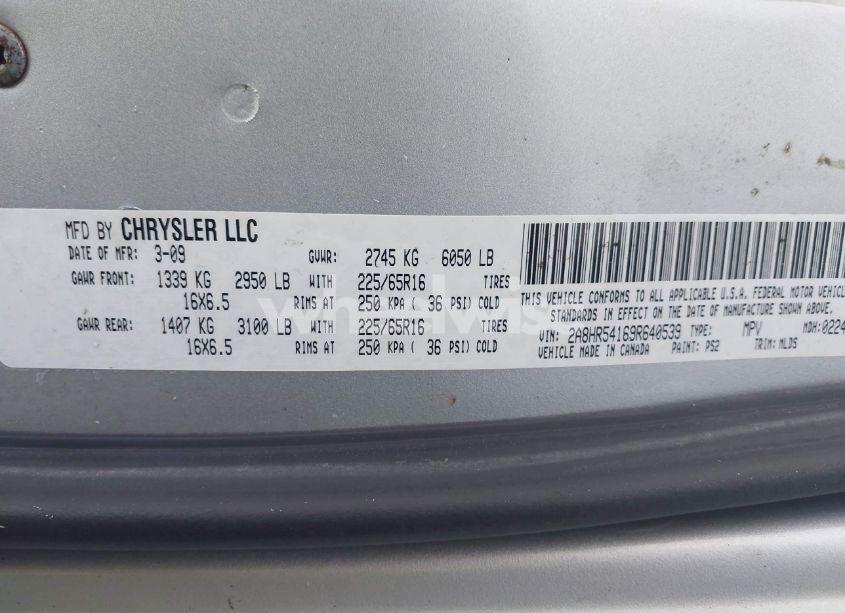 MFD BY CHRYSLER LLC
DATE OF MFR: 3-09 GVWR: 2745 KG 6050 LB
GAWR FRONT: 1339 KG 2950 LB WITH 225/65R16 TIRES
16X6.5 RIMS AT 250 KPA ( 36 PSI) COLD
GAWR REAR: 1407 KG 3100 LB WITH 225/65R16 TIRES
16X6.5 RIMS AT 250 KPA ( 36 PSI) COLD
THIS VEHICLE CONFORMS TO ALL APPLICABLE U.S.A. FEDERAL MOTOR VEHICL
STANDARDS IN EFFECT ON THE DATE OF MANUFACTURE SHOWN ABOVE.
VIN: 2A8HR54169R640539 TYPE: MPV MDH: 0224
VEHICLE MADE IN CANADA PAINT: PS2 TRIM: MLDS